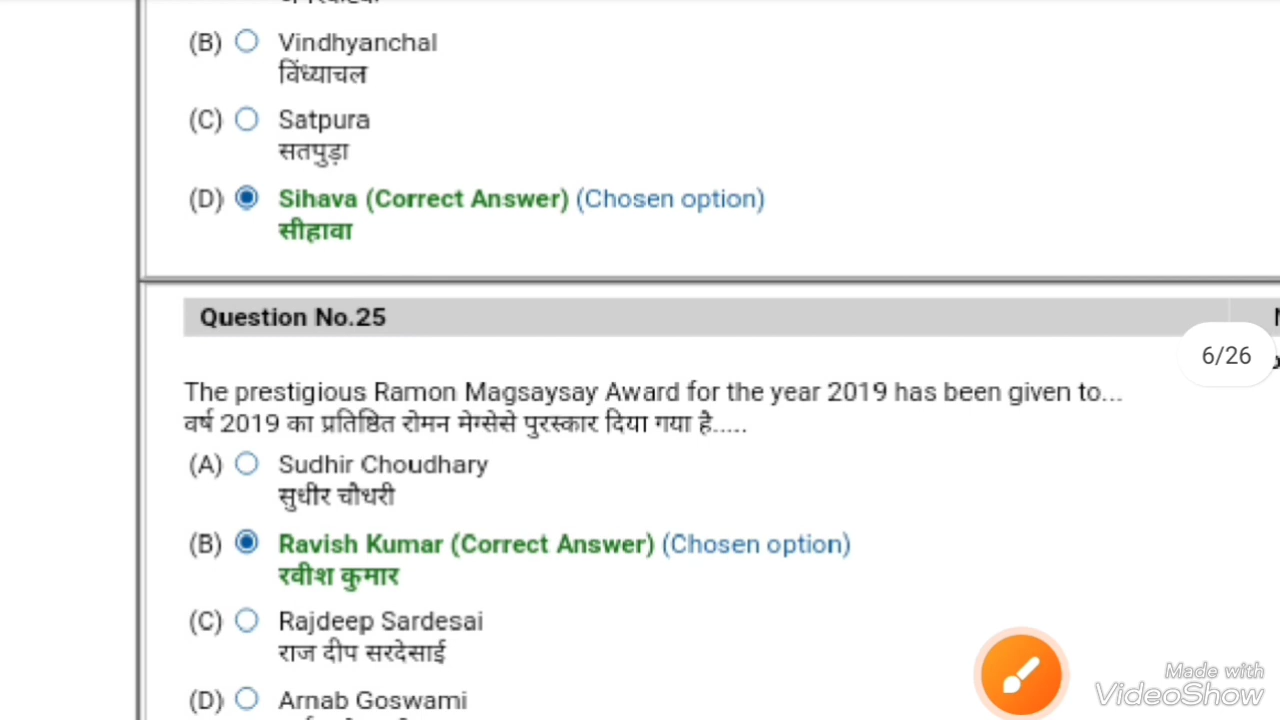 (B) Vindhyanchal
विंध्याचल
(C) Satpura
सतपुड़ा
(D) Sihava (Correct Answer) (Chosen option)
सीहावा
Question No.25
6/26
The prestigious Ramon Magsaysay Award for the year 2019 has been given to...
वर्ष 2019 का प्रतिष्ठित रोमन मेग्सेसे पुरस्कार दिया गया है.....
(A) Sudhir Choudhary
सुधीर चौधरी
(B) Ravish Kumar (Correct Answer) (Chosen option)
रवीश कुमार
(C) Rajdeep Sardesai
राज दीप सरदेसाई
(D) Arnab Goswami
Made with
VideoShow